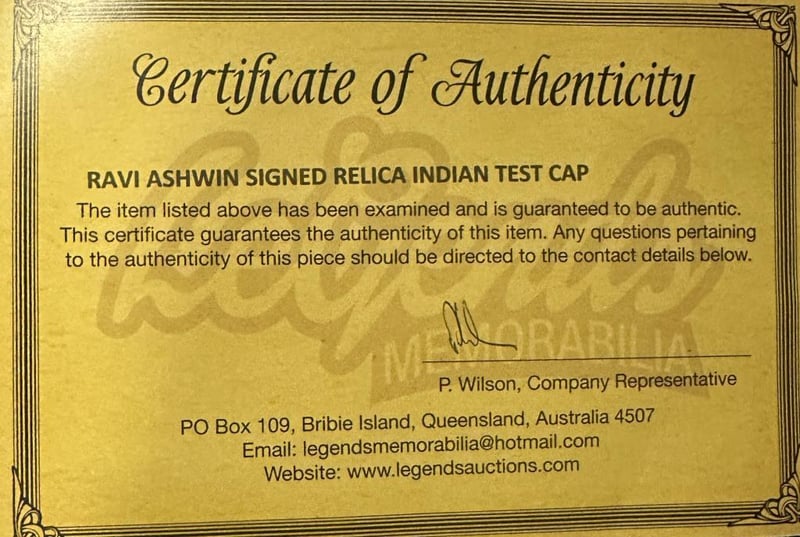 Certificate of Authenticity
RAVI ASHWIN SIGNED RELICA INDIAN TEST CAP
The item listed above has been examined and is guaranteed to be authentic.
This certificate guarantees the authenticity of this item. Any questions pertaining
to the authenticity of this piece should be directed to the contact details below.
Legends
MEMORABILIA
P. Wilson, Company Representative
PO Box 109, Bribie Island, Queensland, Australia 4507
Email: legendsmemorabilia@hotmail.com
Website: www.legendsauctions.com